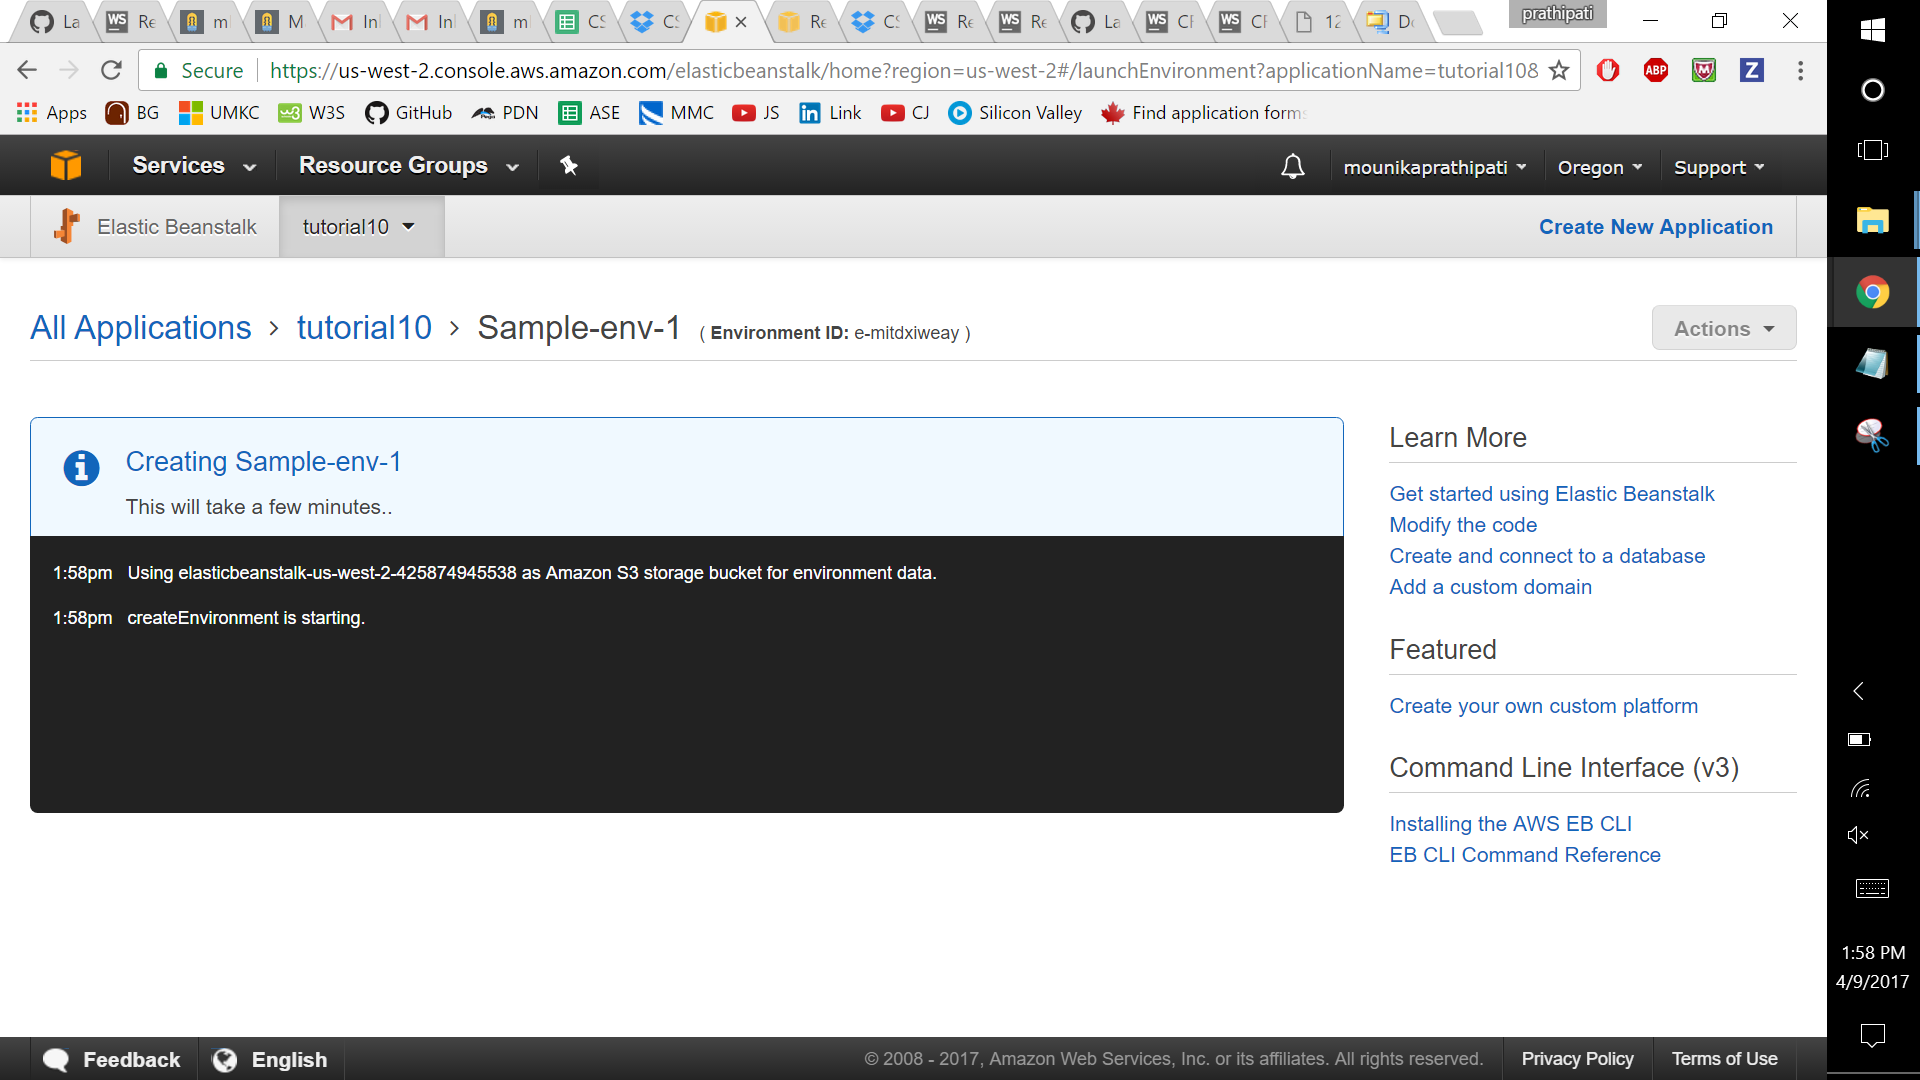 La
Re
m
M
Inl
Inl
m
CS
CS
Re
CS
Re
Re
La
CF
CF
12
Do
prathipati
Secure
https://us-west-2.console.aws.amazon.com/elasticbeanstalk/home?region=us-west-2#/launchEnvironment?applicationName=tutorial108
ABP
Z
Apps
BG
UMKC
W3S
GitHub
PDN
ASE
MMC
JS
Link
CJ
Silicon Valley
Find application forms
Services
Resource Groups
mounikaprathipati
Oregon
Support
Elastic Beanstalk
tutorial10
Create New Application
All Applications > tutorial10 > Sample-env-1 ( Environment ID: e-mitdxiweay )
Actions
Creating Sample-env-1
This will take a few minutes..
1:58pm Using elasticbeanstalk-us-west-2-425874945538 as Amazon S3 storage bucket for environment data.
1:58pm createEnvironment is starting.
Learn More
Get started using Elastic Beanstalk
Modify the code
Create and connect to a database
Add a custom domain
Featured
Create your own custom platform
Command Line Interface (v3)
Installing the AWS EB CLI
EB CLI Command Reference
1:58 PM
4/9/2017
Feedback
English
© 2008 - 2017, Amazon Web Services, Inc. or its affiliates. All rights reserved.
Privacy Policy
Terms of Use